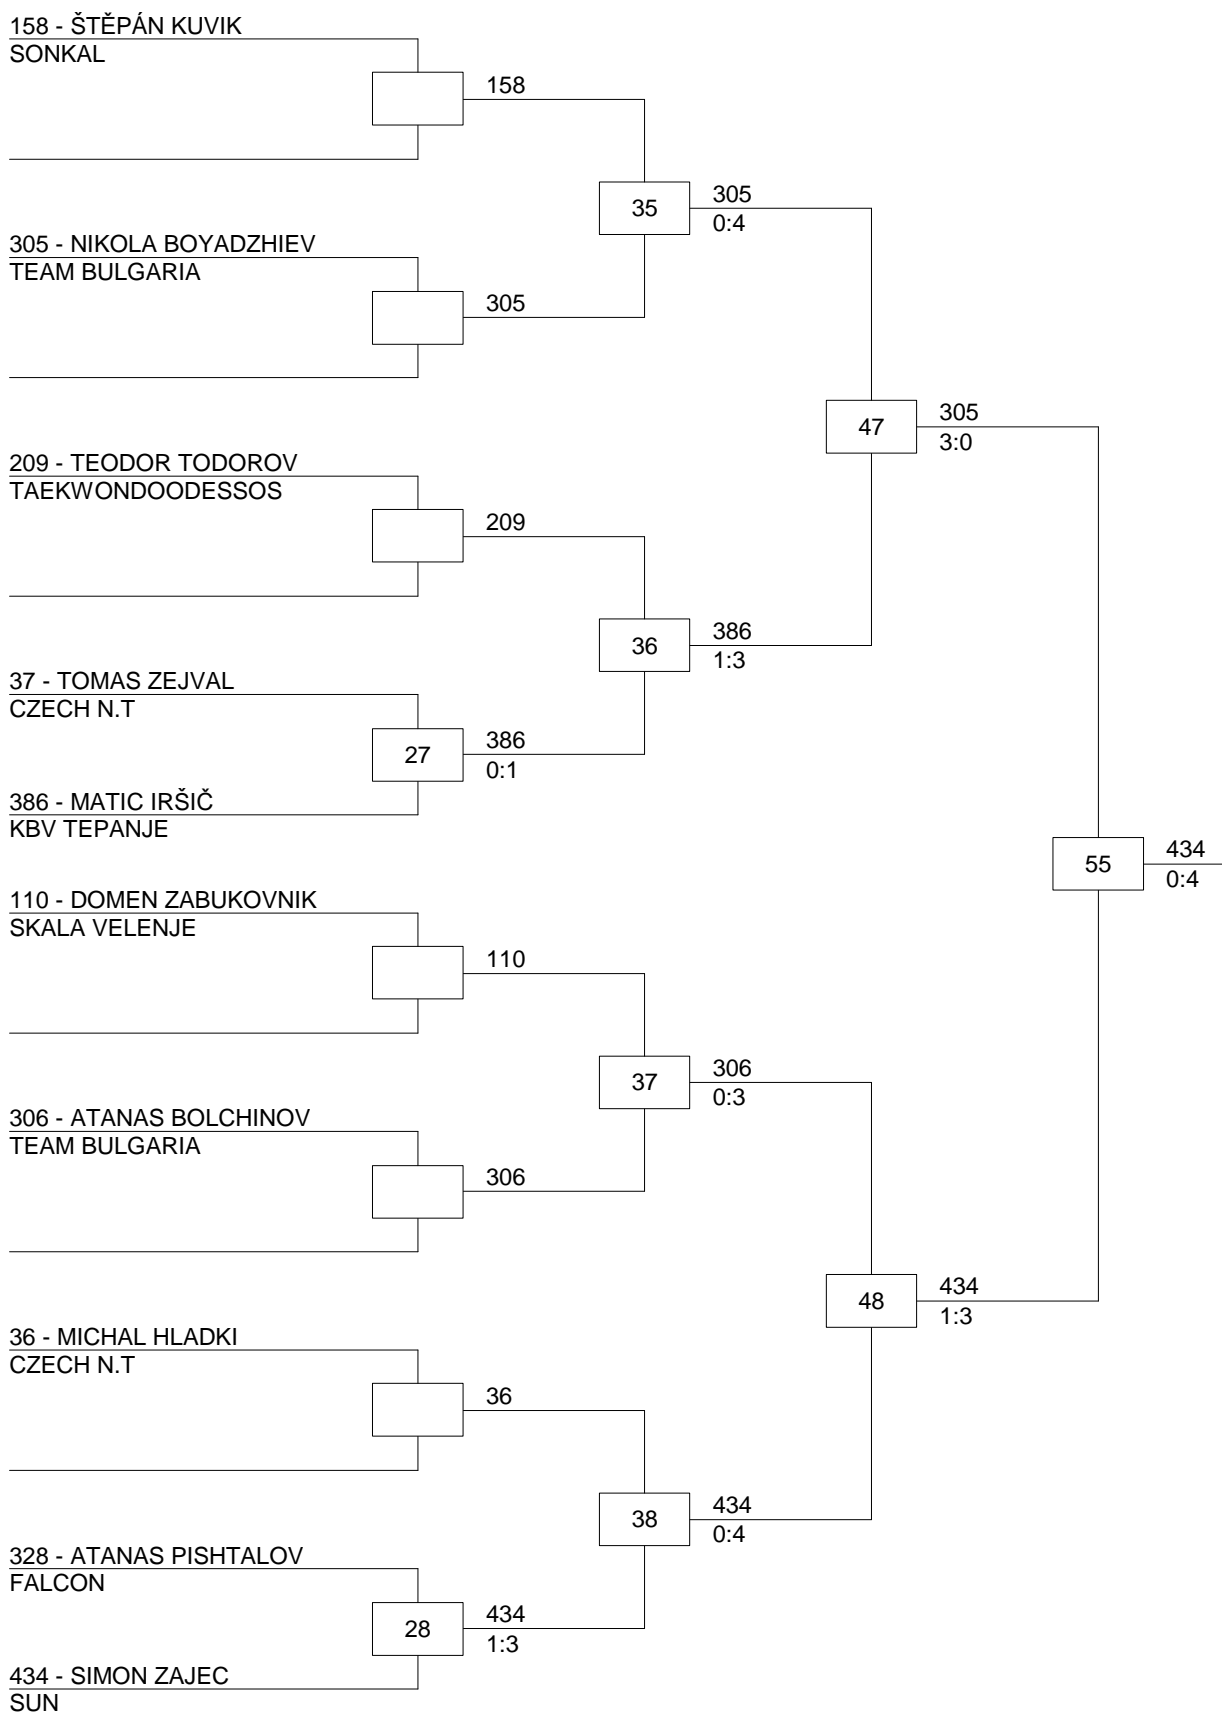 158 - ŠTĚPÁN KUVIK
SONKAL
158
35
305
0:4
305 - NIKOLA BOYADZHIEV
TEAM BULGARIA
305
47
305
3:0
209 - TEODOR TODOROV
TAEKWONDOODESSOS
209
36
386
1:3
37 - TOMAS ZEJVAL
CZECH N.T
27
386
0:1
386 - MATIC IRŠIČ
KBV TEPANJE
55
434
0:4
110 - DOMEN ZABUKOVNIK
SKALA VELENJE
110
37
306
0:3
306 - ATANAS BOLCHINOV
TEAM BULGARIA
306
48
434
1:3
36 - MICHAL HLADKI
CZECH N.T
36
38
434
0:4
328 - ATANAS PISHTALOV
FALCON
28
434
1:3
434 - SIMON ZAJEC
SUN